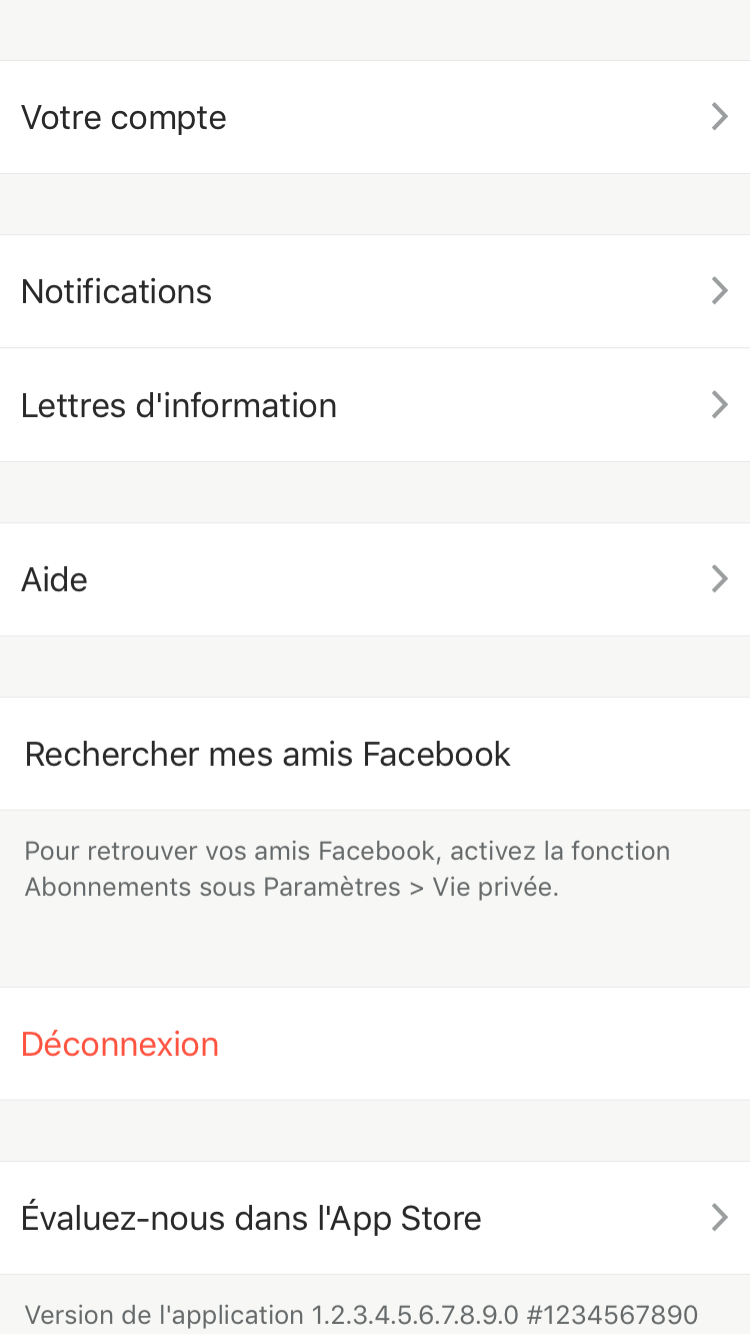 Votre compte
Notifications
Lettres d'information
Aide
Rechercher mes amis Facebook
Pour retrouver vos amis Facebook, activez la fonction
Abonnements sous Paramètres > Vie privée.
Déconnexion
Évaluez-nous dans l'App Store
Version de l'application 1.2.3.4.5.6.7.8.9.0 #1234567890